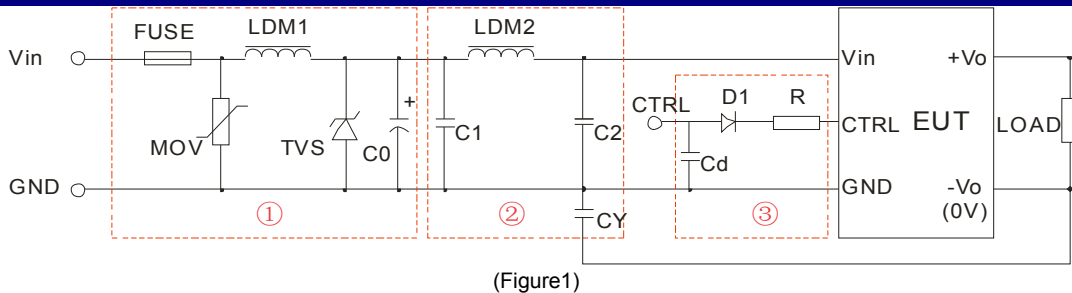 FUSE
LDM1
LDM2
Vin
Vin
+Vo
CTRL
D1
R
+
MOV
TVS
C0
C1
C2
Cd
CTRL
EUT
LOAD
GND
GND
-Vo
(0V)
①
②
CY
③
(Figure1)